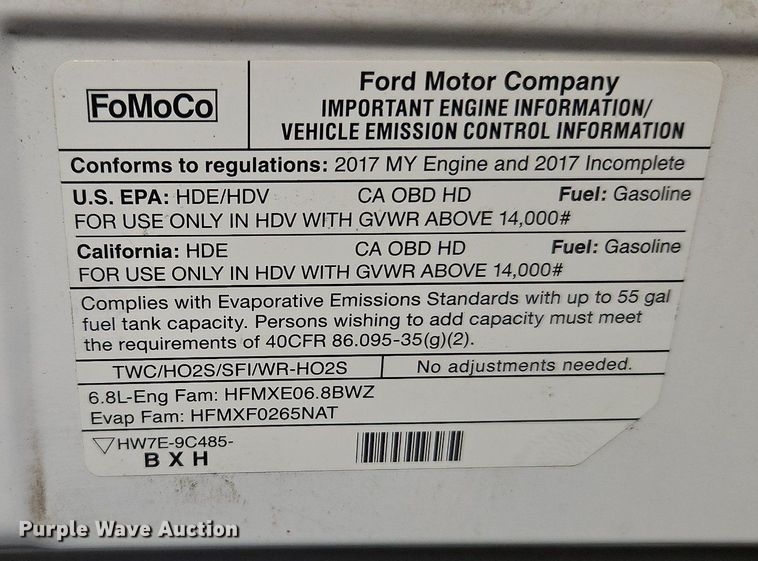 FoMoCo
Ford Motor Company
IMPORTANT ENGINE INFORMATION/
VEHICLE EMISSION CONTROL INFORMATION
Conforms to regulations: 2017 MY Engine and 2017 Incomplete
U.S. EPA: HDE/HDV CA OBD HD Fuel: Gasoline
FOR USE ONLY IN HDV WITH GVWR ABOVE 14,000#
California: HDE CA OBD HD Fuel: Gasoline
FOR USE ONLY IN HDV WITH GVWR ABOVE 14,000#
Complies with Evaporative Emissions Standards with up to 55 gal
fuel tank capacity. Persons wishing to add capacity must meet
the requirements of 40CFR 86.095-35(g)(2).
TWC/HO2S/SFI/WR-HO2S No adjustments needed.
6.8L-Eng Fam: HFMXE06.8BWZ
Evap Fam: HFMXF0265NAT
HW7E-9C485-
B X H
Purple Wave Auction